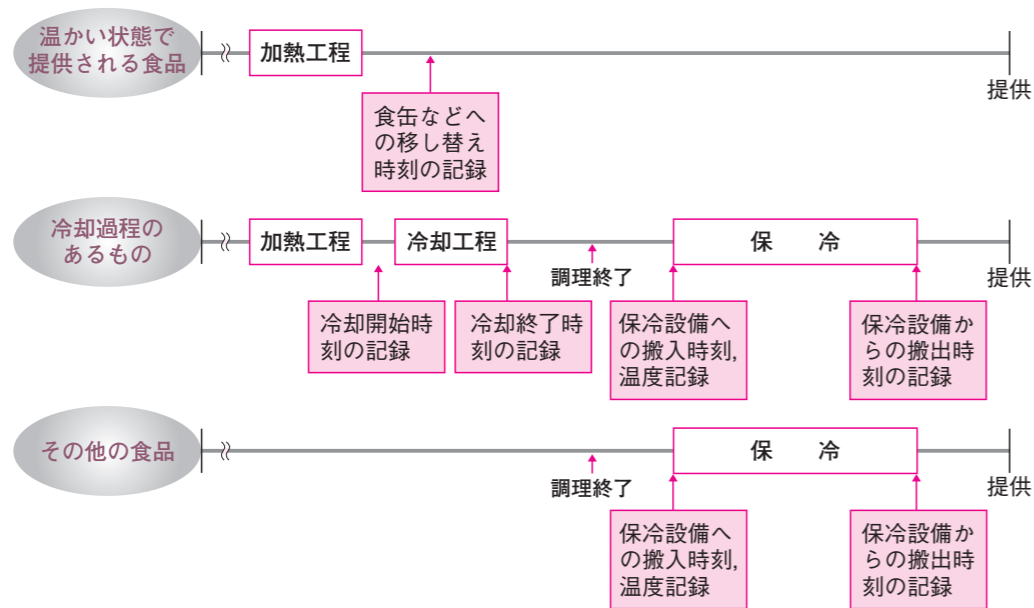 温かい状態で
提供される食品
加熱工程
提供
食缶などへ
の移し替え
時刻の記録
冷却過程の
あるもの
加熱工程
冷却工程
調理終了
保　冷
提供
冷却開始時
刻の記録
冷却終了時
刻の記録
保冷設備へ
の搬入時刻,
温度記録
保冷設備か
らの搬出時
刻の記録
その他の食品
調理終了
保　冷
提供
保冷設備へ
の搬入時刻,
温度記録
保冷設備か
らの搬出時
刻の記録